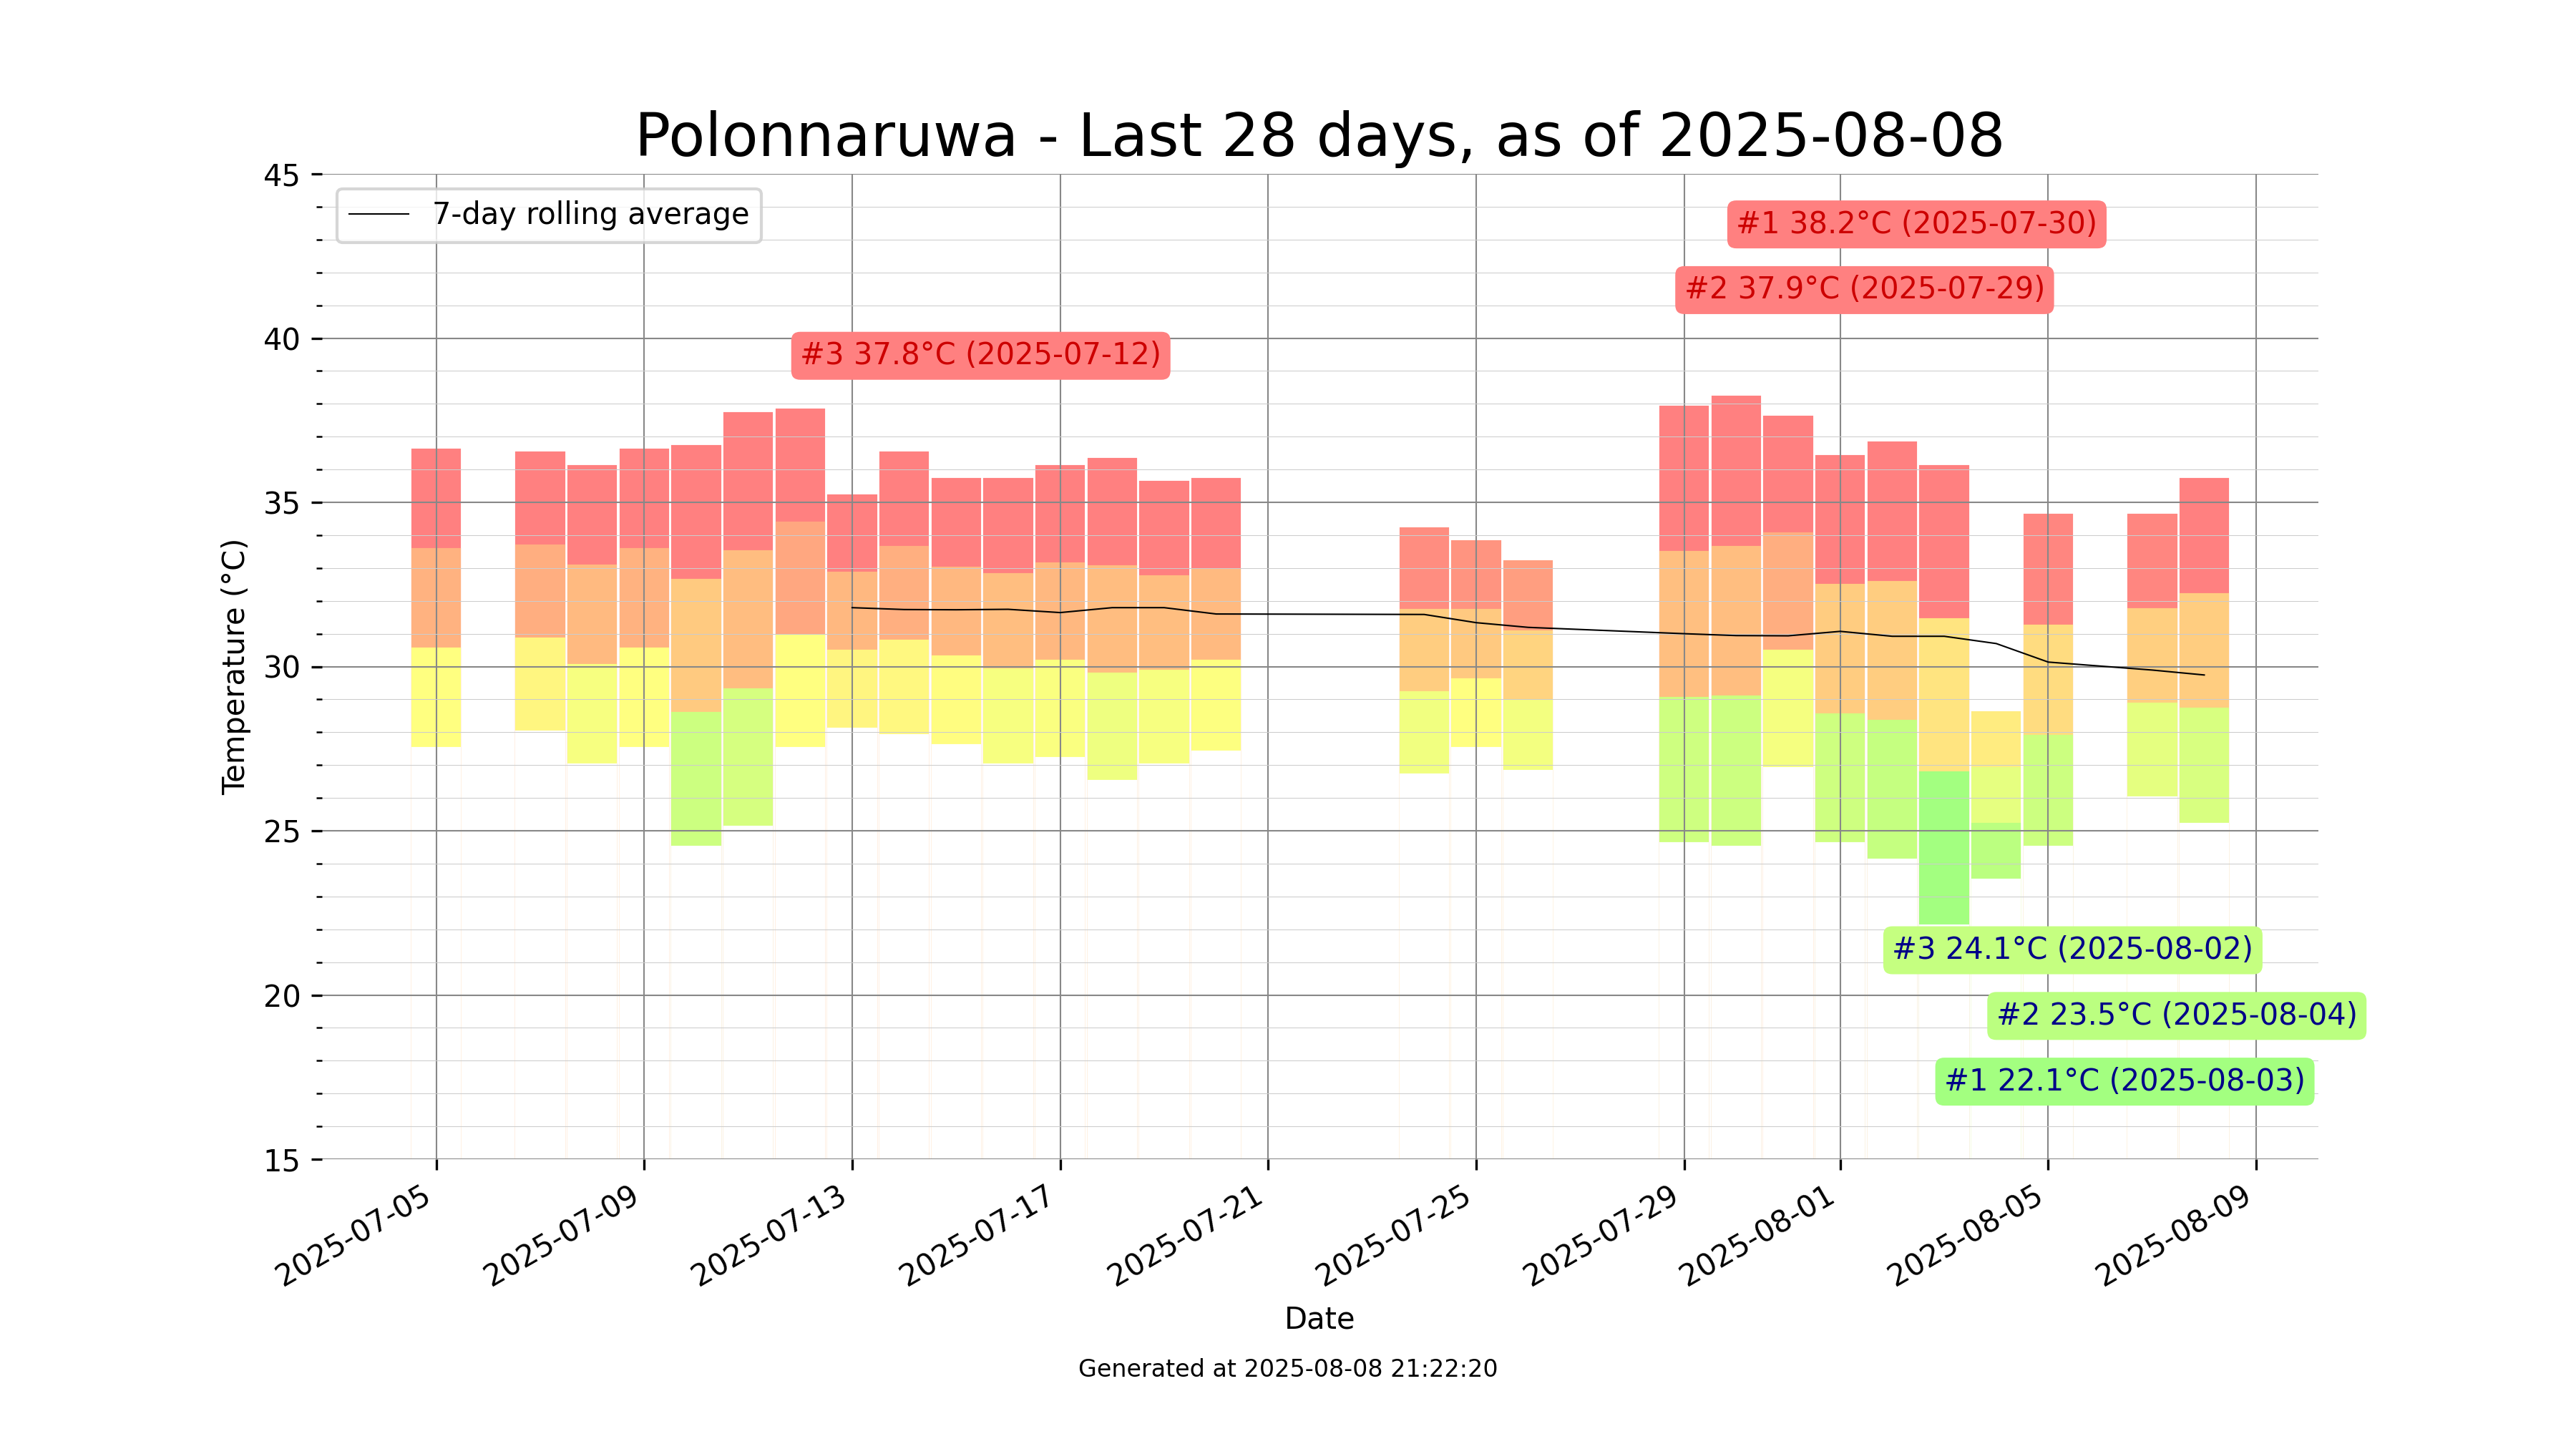 Polonnaruwa - Last 28 days, as of 2025-08-08
7-day rolling average
#1 38.2°C (2025-07-30)
#2 37.9°C (2025-07-29)
#3 37.8°C (2025-07-12)
#3 24.1°C (2025-08-02)
#2 23.5°C (2025-08-04)
#1 22.1°C (2025-08-03)
Temperature (°C)
45
40
35
30
25
20
15
2025-07-05
2025-07-09
2025-07-13
2025-07-17
2025-07-21
2025-07-25
2025-07-29
2025-08-01
2025-08-05
2025-08-09
Date
Generated at 2025-08-08 21:22:20